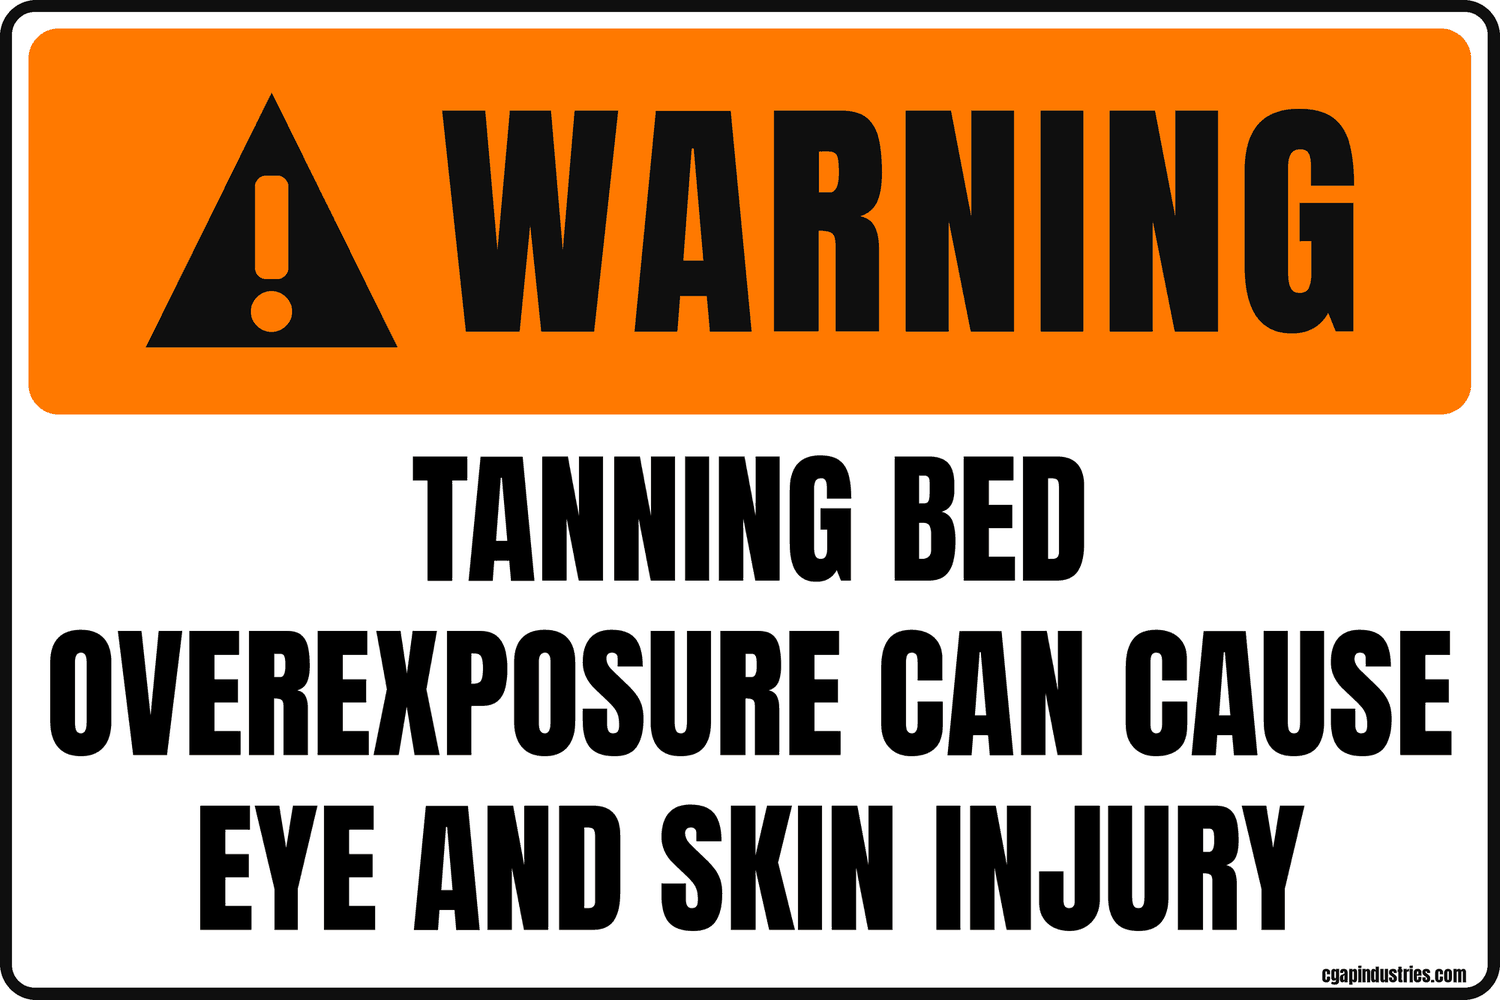 WARNING
TANNING BED
OVEREXPOSURE CAN CAUSE
EYE AND SKIN INJURY
cgapindustries.com